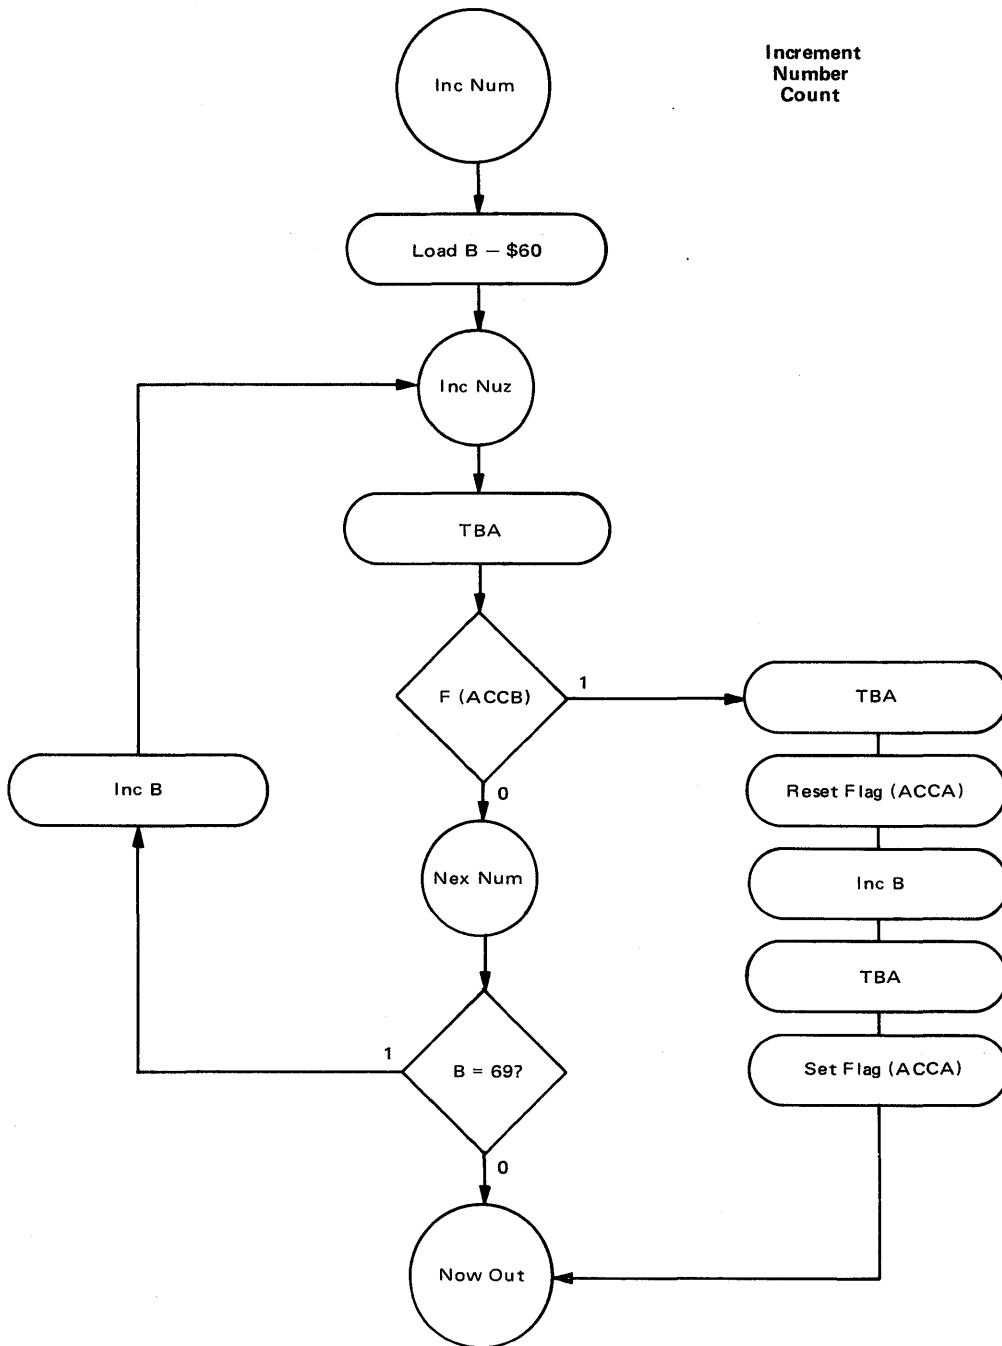 Inc Num
Increment
Number
Count
Load B – $60
Inc Nuz
TBA
F (ACCB)
1
0
TBA
Reset Flag (ACCA)
Inc B
TBA
Set Flag (ACCA)
Inc B
Nex Num
1
B = 69?
0
Now Out